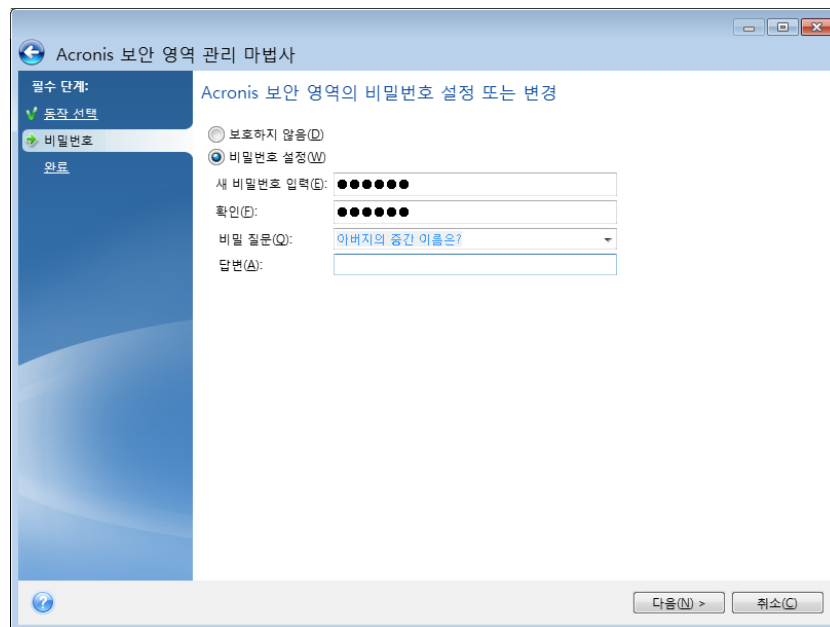 Acronis 보안 영역 관리 마법사
필수 단계:
동작 선택
비밀번호
완료
Acronis 보안 영역의 비밀번호 설정 또는 변경
보호하지 않음(D)
비밀번호 설정(W)
새 비밀번호 입력(E): ●●●●●●
확인(F): ●●●●●●
비밀 질문(Q): 아버지의 중간 이름은?
답변(A):
다음(N) > 취소(C)